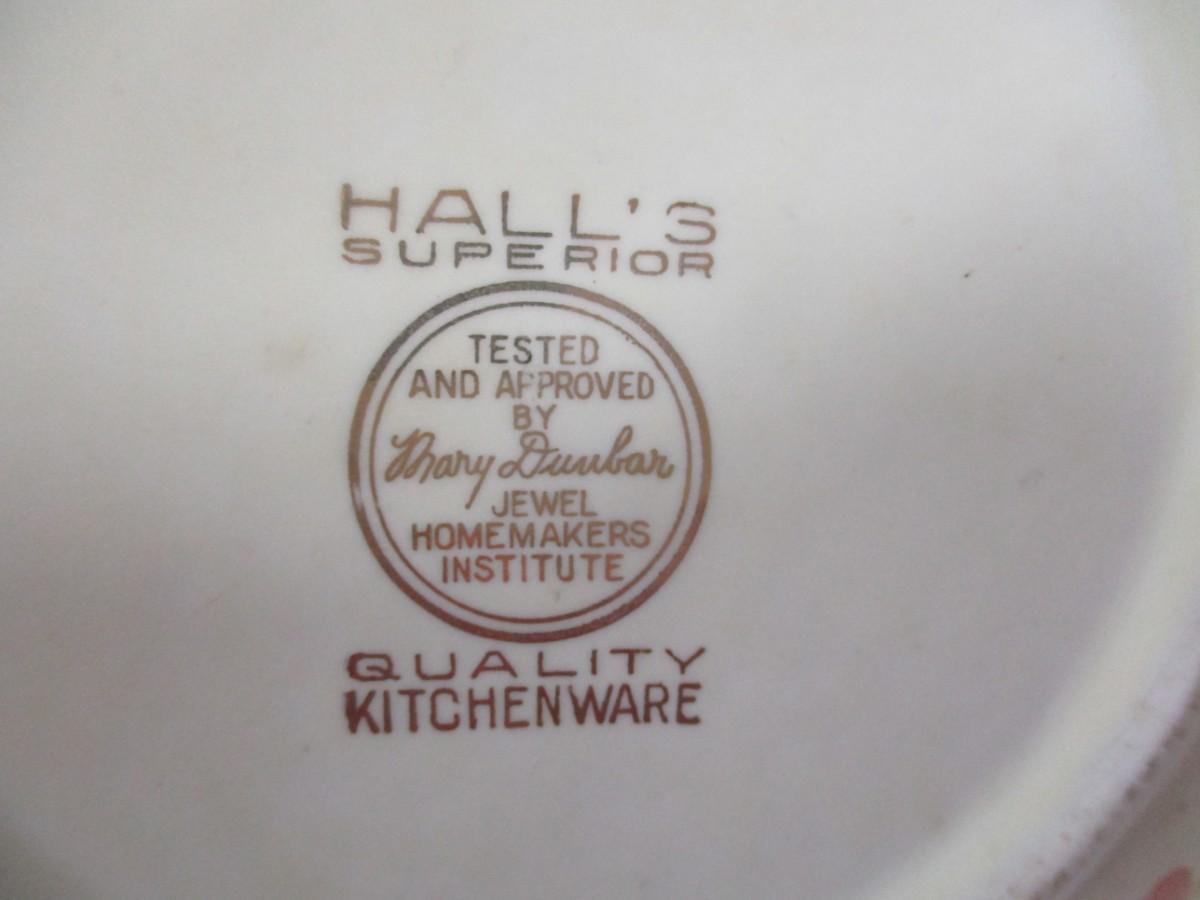 HALL'S
SUPERIOR
TESTED
AND APPROVED
BY
Mary Dunbar
JEWEL
HOMEMAKERS
INSTITUTE
QUALITY
KITCHENWARE